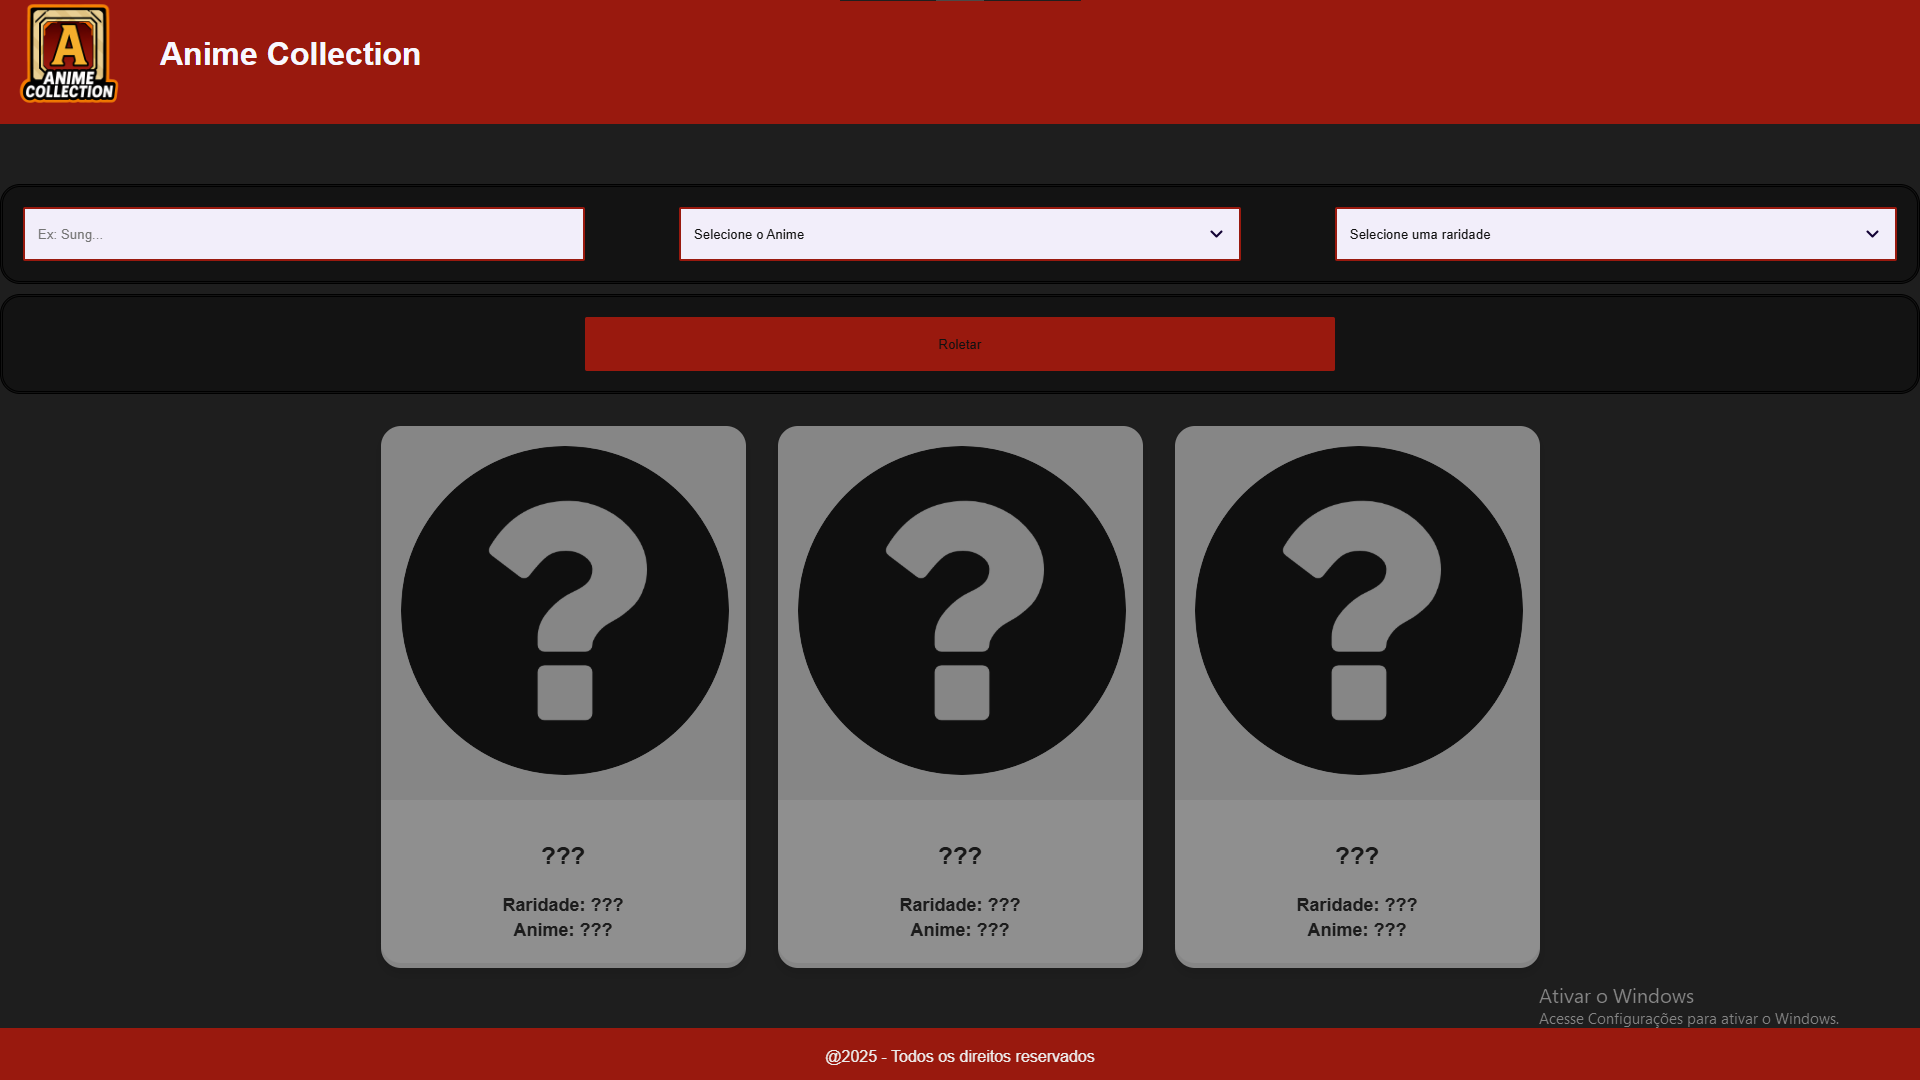 A
ANIME
COLLECTION
Anime Collection
Ex: Sung...
Selecione o Anime
Selecione uma raridade
Roletar
???
Raridade: ???
Anime: ???
???
Raridade: ???
Anime: ???
???
Raridade: ???
Anime: ???
Ativar o Windows
Acesse Configurações para ativar o Windows.
@2025 - Todos os direitos reservados